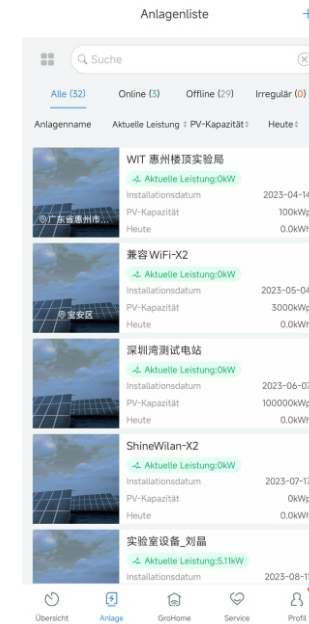 Anlagenliste
Suche
Alle (32) Online (3) Offline (29) Irregulär (0)
Anlagenname Aktuelle Leistung PV-Kapazität Heute
WIT 惠州楼顶实验局
Aktuelle Leistung:0kW
Installationsdatum 2023-04-14
PV-Kapazität 100kWp
Heute 0.0kWh
广东省惠州市...
兼容WiFi-X2
Aktuelle Leistung:0kW
Installationsdatum 2023-05-04
PV-Kapazität 3000kWp
Heute 0.0kWh
宝安区
深圳湾测试电站
Aktuelle Leistung:0kW
Installationsdatum 2023-06-07
PV-Kapazität 100000kWp
Heute 0.0kWh
ShineWilan-X2
Aktuelle Leistung:0kW
Installationsdatum 2023-07-17
PV-Kapazität 0kWp
Heute 0.0kWh
实验室设备_刘晶
Aktuelle Leistung:5.11kW
Installationsdatum 2023-08-11
Übersicht Anlage GroHome Service Profil